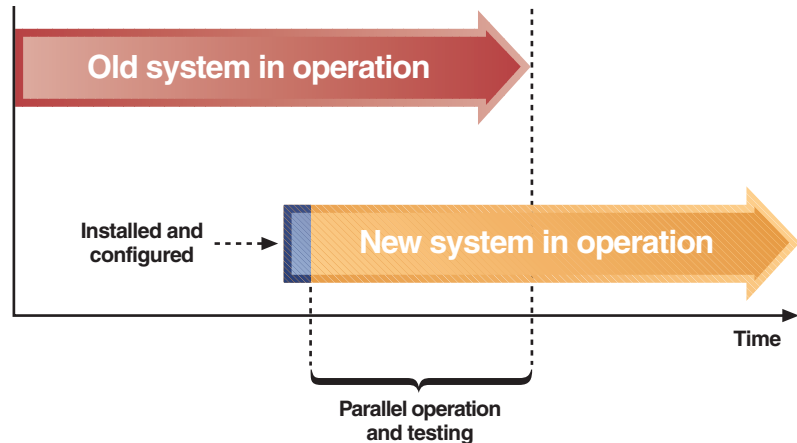 Old system in operation
Installed and
configured
New system in operation
Time
Parallel operation
and testing